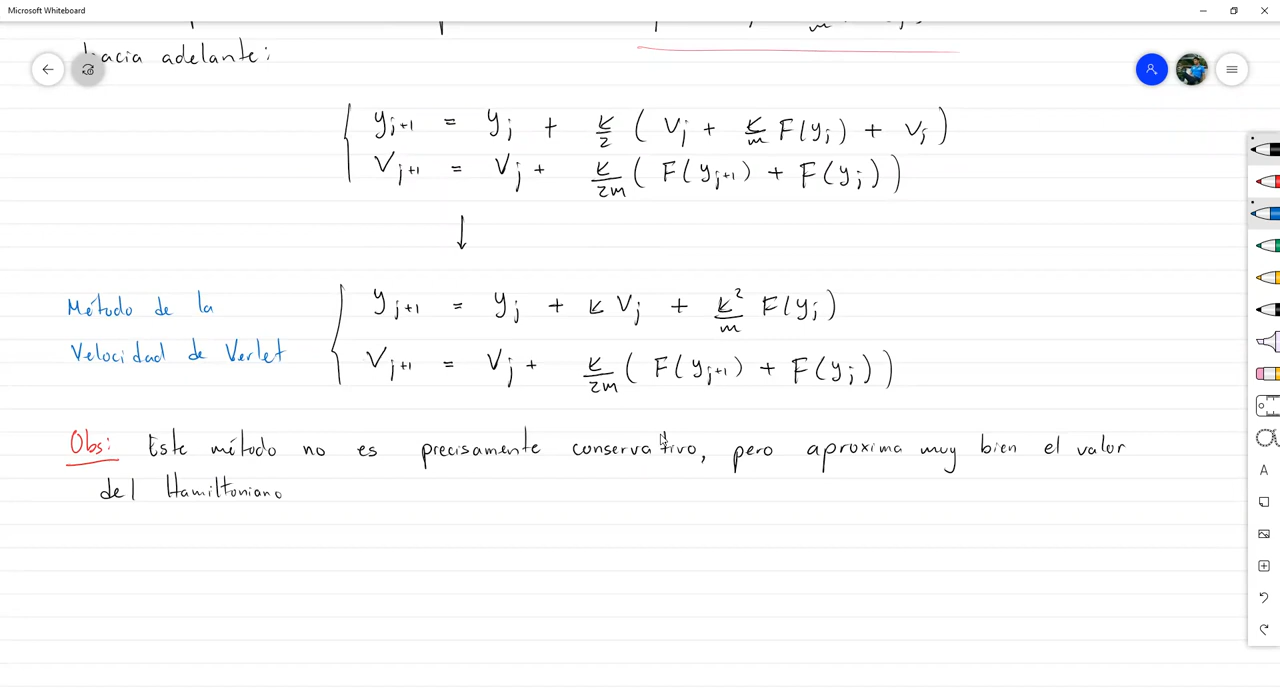 Microsoft Whiteboard
hacia adelante:
y_{j+1} = y_j + k/2 ( V_j + k/m F(y_j) + V_j )
V_{j+1} = V_j + k/2m ( F(y_{j+1}) + F(y_j) )
↓
Método de la
Velocidad de Verlet
y_{j+1} = y_j + k V_j + k²/m F(y_j)
V_{j+1} = V_j + k/2m ( F(y_{j+1}) + F(y_j) )
Obs: Este método no es precisamente conservativo, pero aproxima muy bien el valor
del Hamiltoniano
A